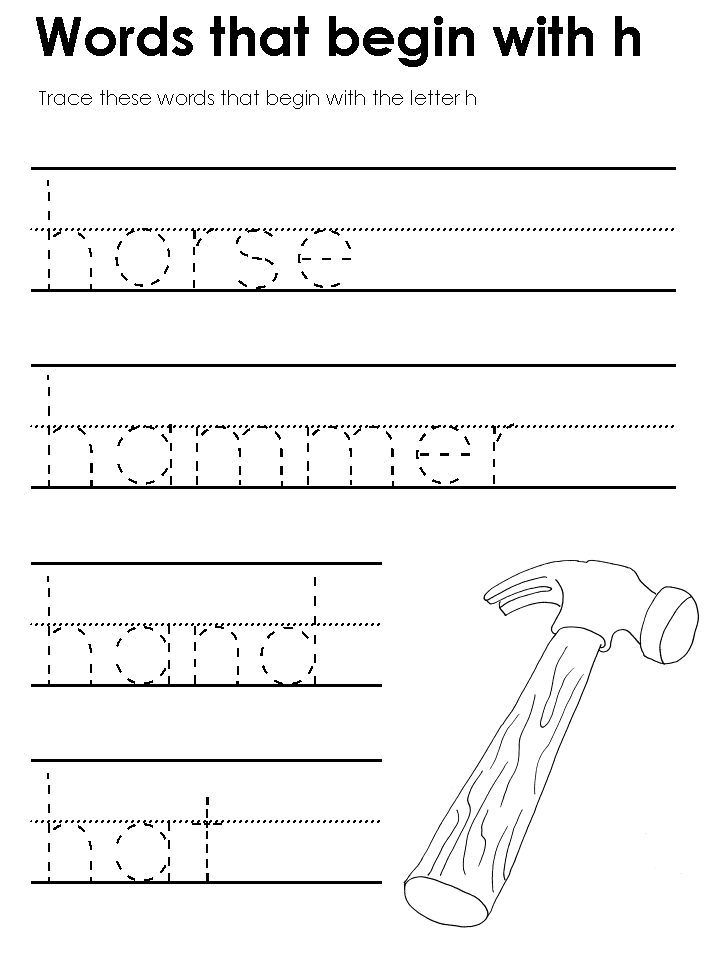 Words that begin with h
Trace these words that begin with the letter h
horse
hammer
hand
hat